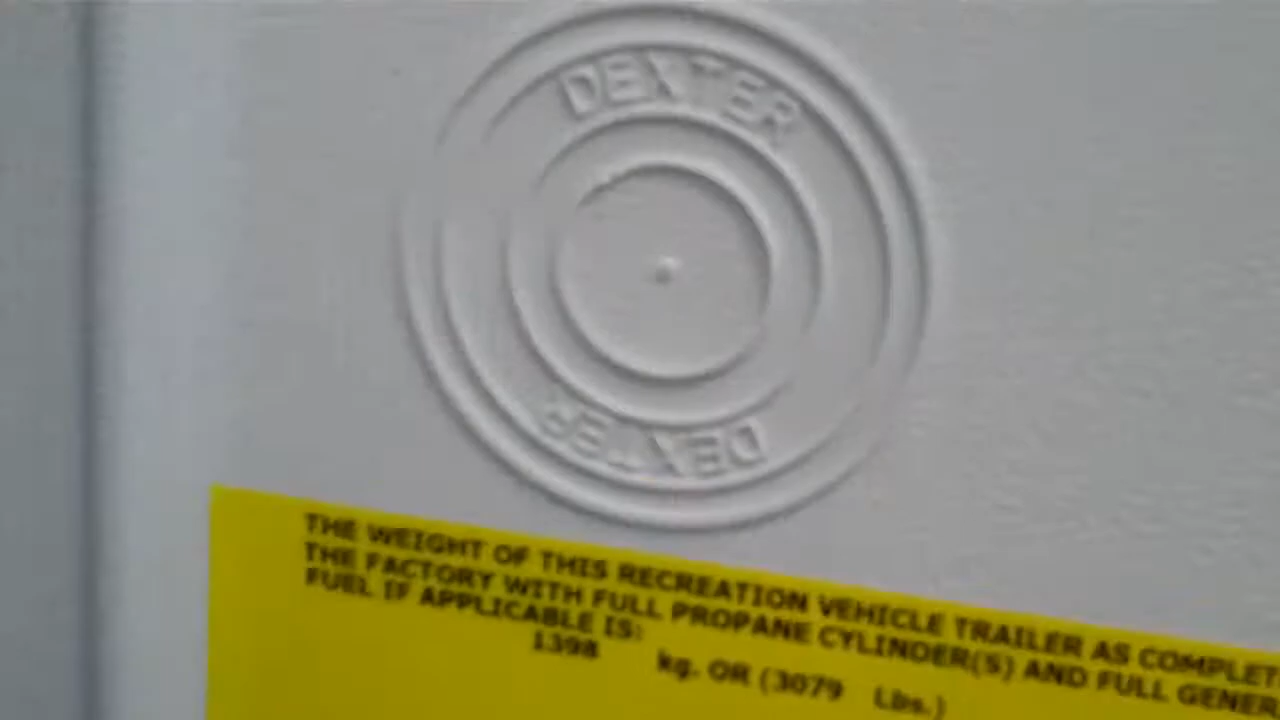 DEXTER
DEXTER
THE WEIGHT OF THIS RECREATION VEHICLE TRAILER AS COMPLET
THE FACTORY WITH FULL PROPANE CYLINDER(S) AND FULL GENER
FUEL IF APPLICABLE IS:
1398 kg. OR (3079 Lbs.)